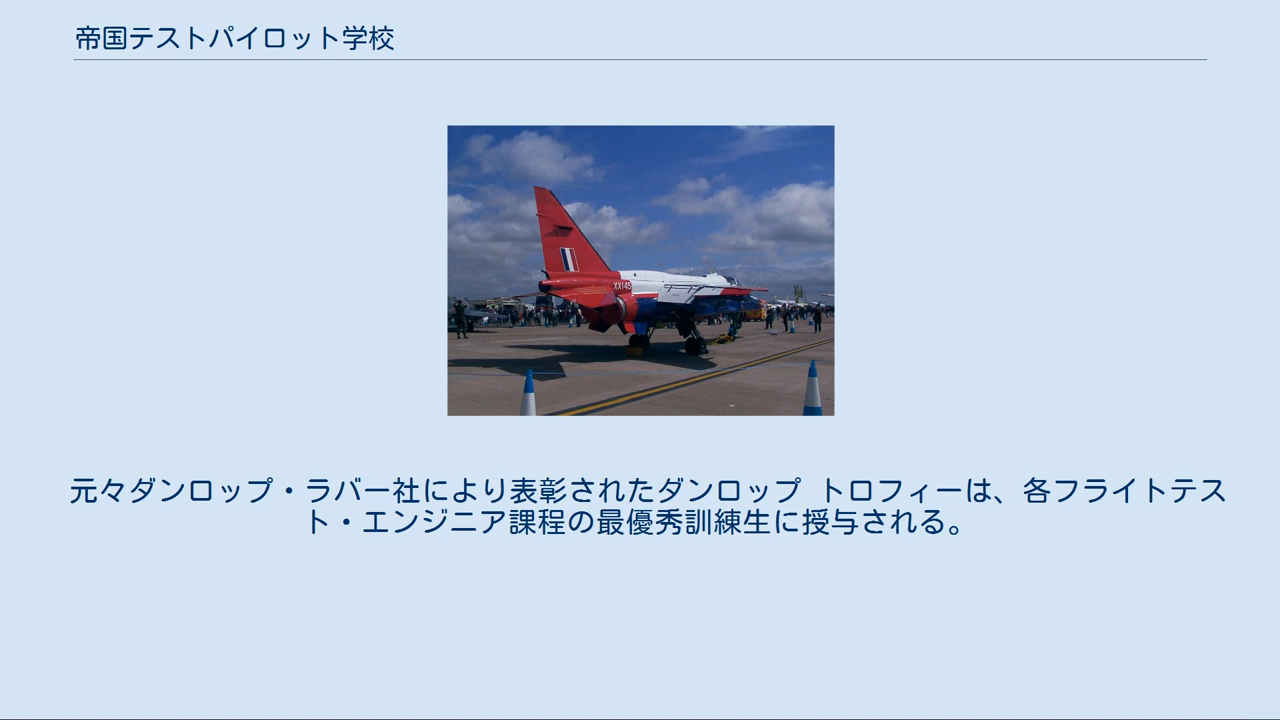 帝国テストパイロット学校
XX145
元々ダンロップ・ラバー社により表彰されたダンロップ トロフィーは、各フライトテス
ト・エンジニア課程の最優秀訓練生に授与される。